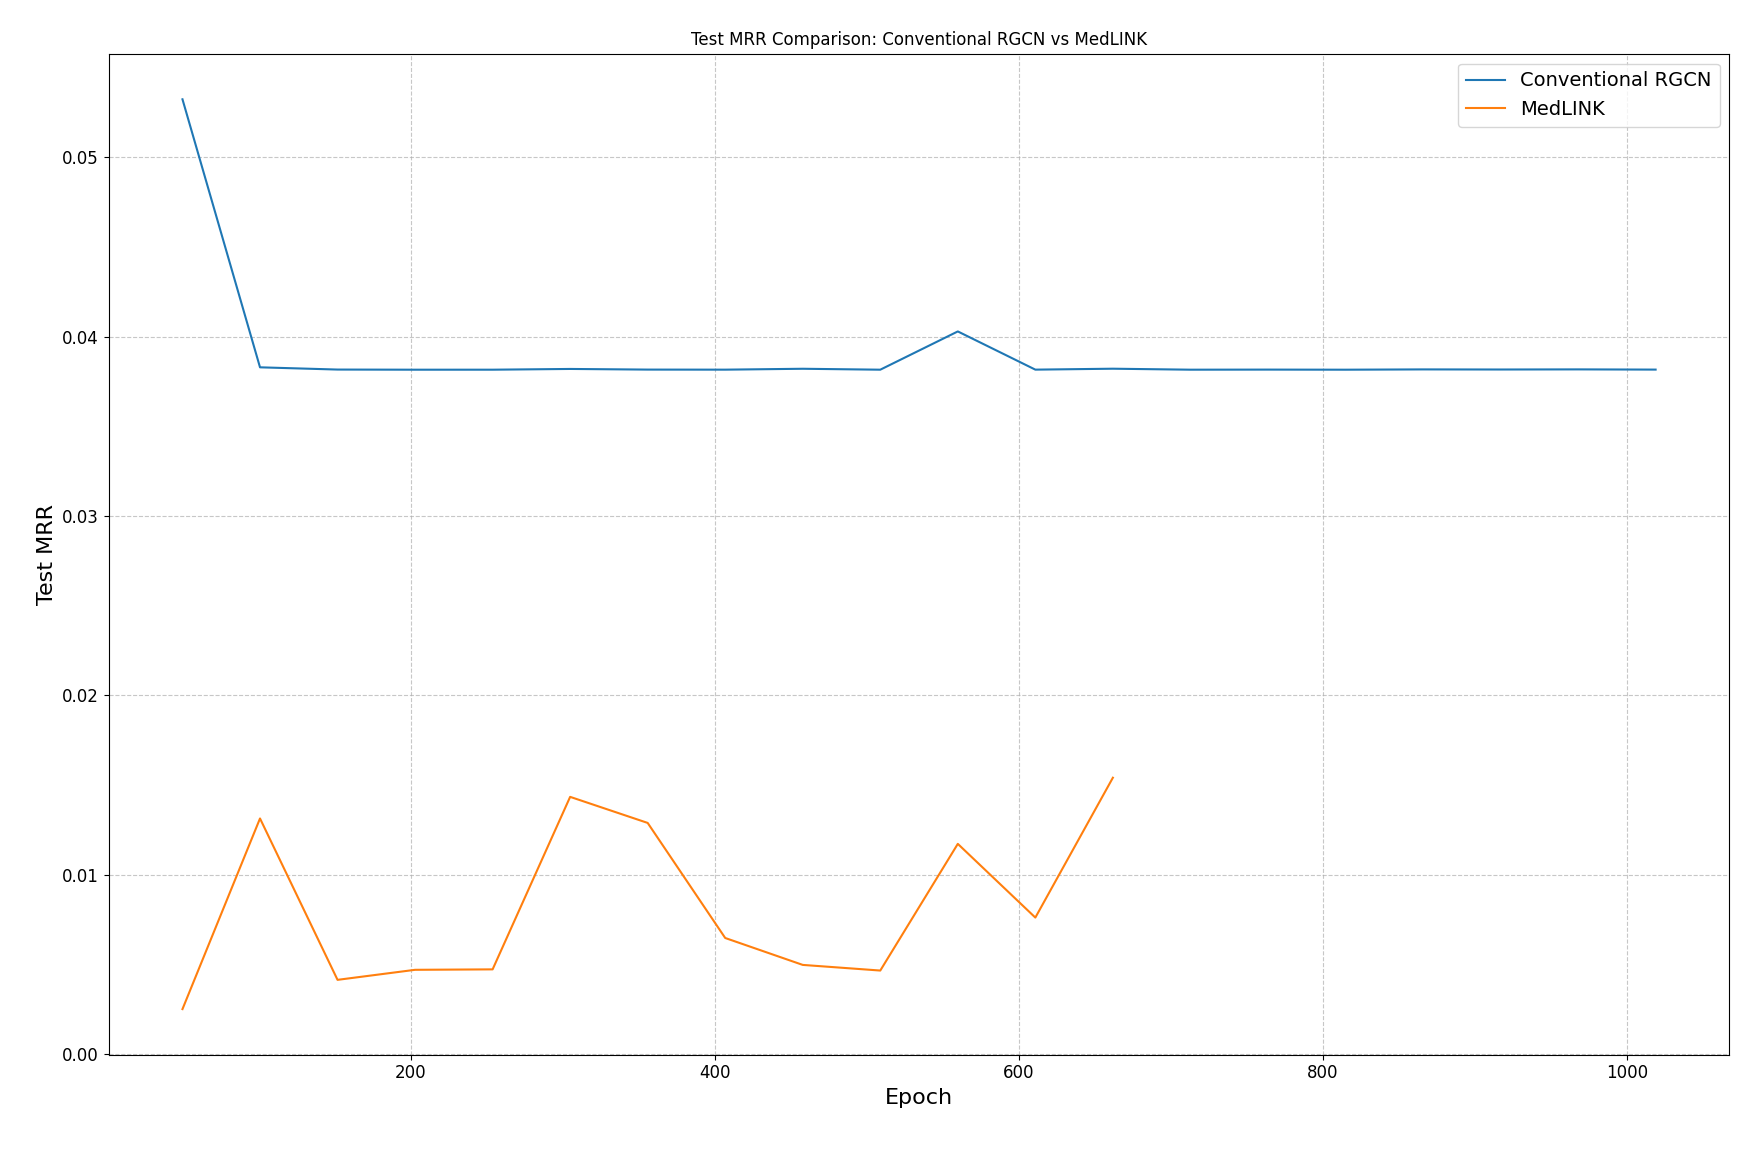 Test MRR Comparison: Conventional RGCN vs MedLINK
Conventional RGCN
MedLINK
0.05
0.04
0.03
0.02
0.01
0.00
Test MRR
200 400 600 800 1000
Epoch